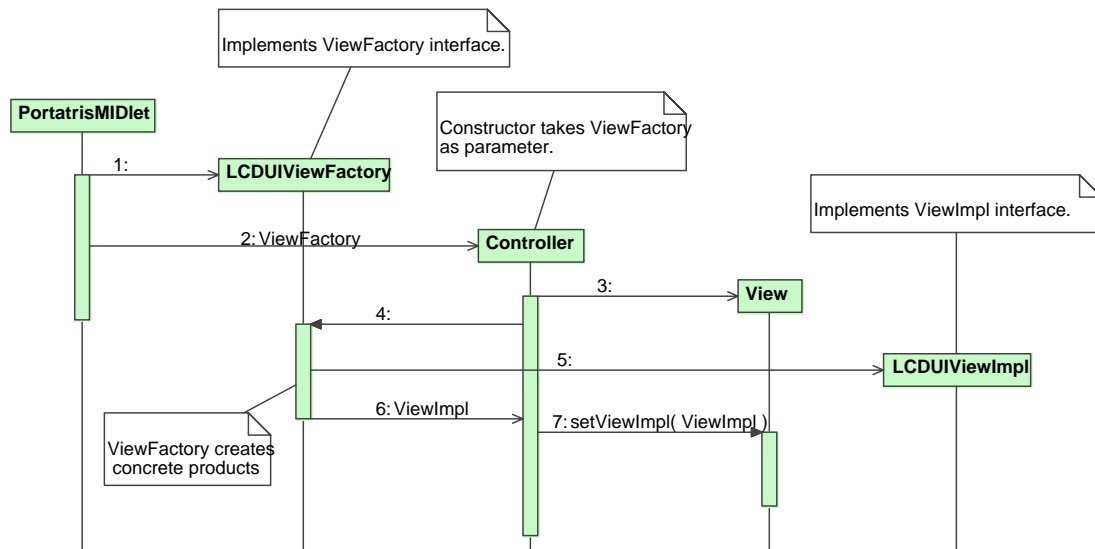 Implements ViewFactory interface.
PortatrisMIDlet
Constructor takes ViewFactory
as parameter.
1:
LCDUIViewFactory
Implements ViewImpl interface.
2: ViewFactory
Controller
3:
View
4:
5:
LCDUIViewImpl
6: ViewImpl
7: setViewImpl( ViewImpl )
ViewFactory creates
concrete products